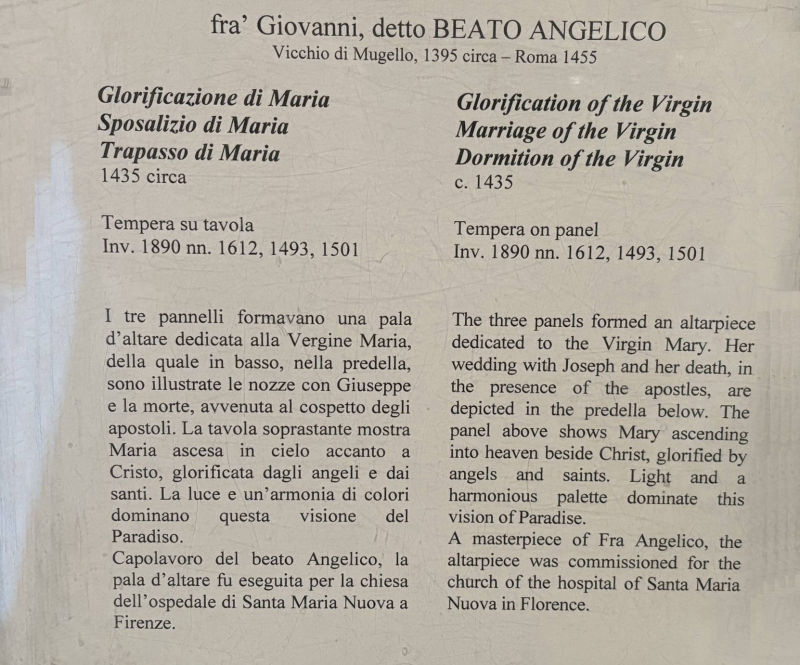 fra’ Giovanni, detto BEATO ANGELICO
Vicchio di Mugello, 1395 circa – Roma 1455
Glorificazione di Maria
Sposalizio di Maria
Trapasso di Maria
1435 circa
Tempera su tavola
Inv. 1890 nn. 1612, 1493, 1501
I tre pannelli formavano una pala
d’altare dedicata alla Vergine Maria,
della quale in basso, nella predella,
sono illustrate le nozze con Giuseppe
e la morte, avvenuta al cospetto degli
apostoli. La tavola soprastante mostra
Maria ascesa in cielo accanto a
Cristo, glorificata dagli angeli e dai
santi. La luce e un’armonia di colori
dominano questa visione del
Paradiso.
Capolavoro del beato Angelico, la
pala d’altare fu eseguita per la chiesa
dell’ospedale di Santa Maria Nuova a
Firenze.
Glorification of the Virgin
Marriage of the Virgin
Dormition of the Virgin
c. 1435
Tempera on panel
Inv. 1890 nn. 1612, 1493, 1501
The three panels formed an altarpiece
dedicated to the Virgin Mary. Her
wedding with Joseph and her death, in
the presence of the apostles, are
depicted in the predella below. The
panel above shows Mary ascending
into heaven beside Christ, glorified by
angels and saints. Light and a
harmonious palette dominate this
vision of Paradise.
A masterpiece of Fra Angelico, the
altarpiece was commissioned for the
church of the hospital of Santa Maria
Nuova in Florence.